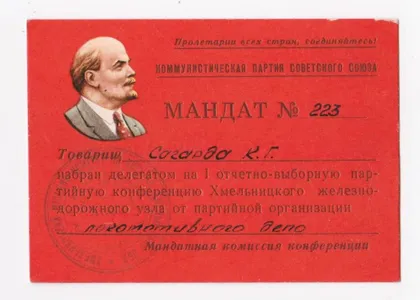 Пролетарии всех стран, соединяйтесь!
КОММУНИСТИЧЕСКАЯ ПАРТИЯ СОВЕТСКОГО СОЮЗА
МАНДАТ № 223
Товарищ Сагарда К. Г.
избран делегатом на I отчетно-выборную пар-
тийную конференцию Хмельницкого железно-
дорожного узла от партийной организации
локомотивного Депо
Мандатная комиссия конференции